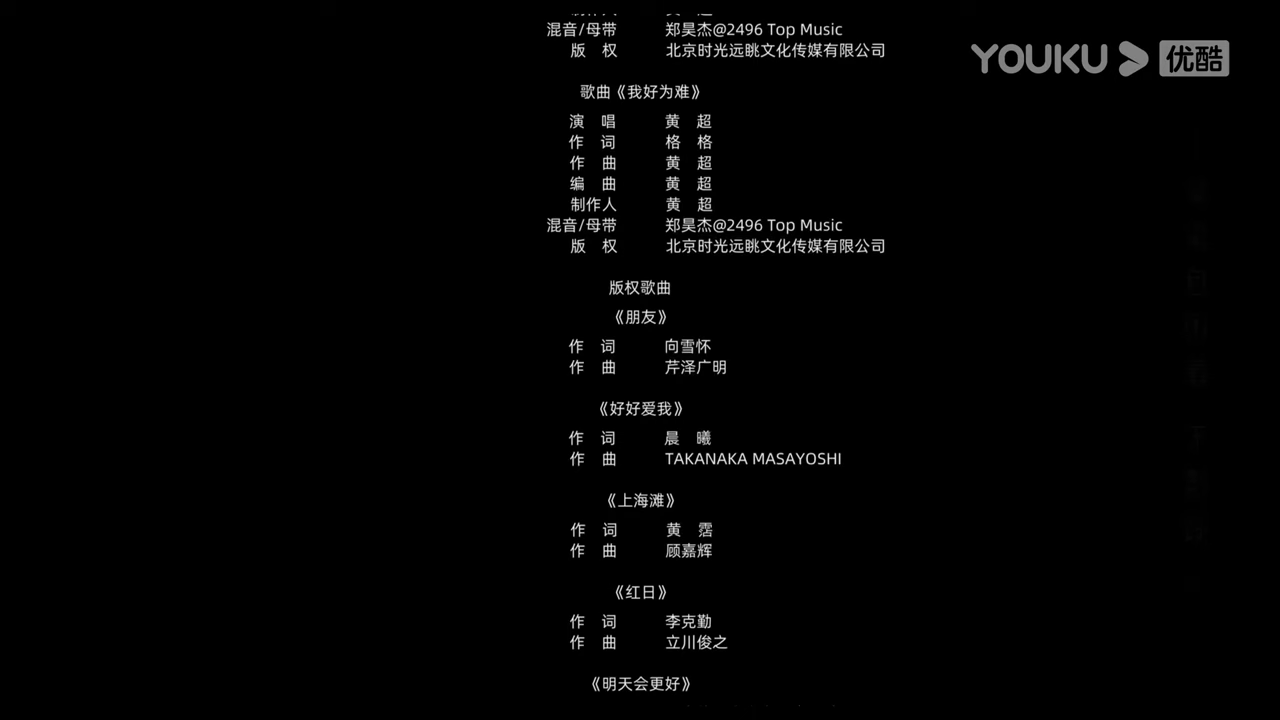 混音/母带 郑昊杰@2496 Top Music
版 权 北京时光远眺文化传媒有限公司
YOUKU 优酷
歌曲《我好为难》
演 唱 黄 超
作 词 格 格
作 曲 黄 超
编 曲 黄 超
制作人 黄 超
混音/母带 郑昊杰@2496 Top Music
版 权 北京时光远眺文化传媒有限公司
版权歌曲
《朋友》
作 词 向雪怀
作 曲 芹泽广明
《好好爱我》
作 词 晨 曦
作 曲 TAKANAKA MASAYOSHI
《上海滩》
作 词 黄 霑
作 曲 顾嘉辉
《红日》
作 词 李克勤
作 曲 立川俊之
《明天会更好》